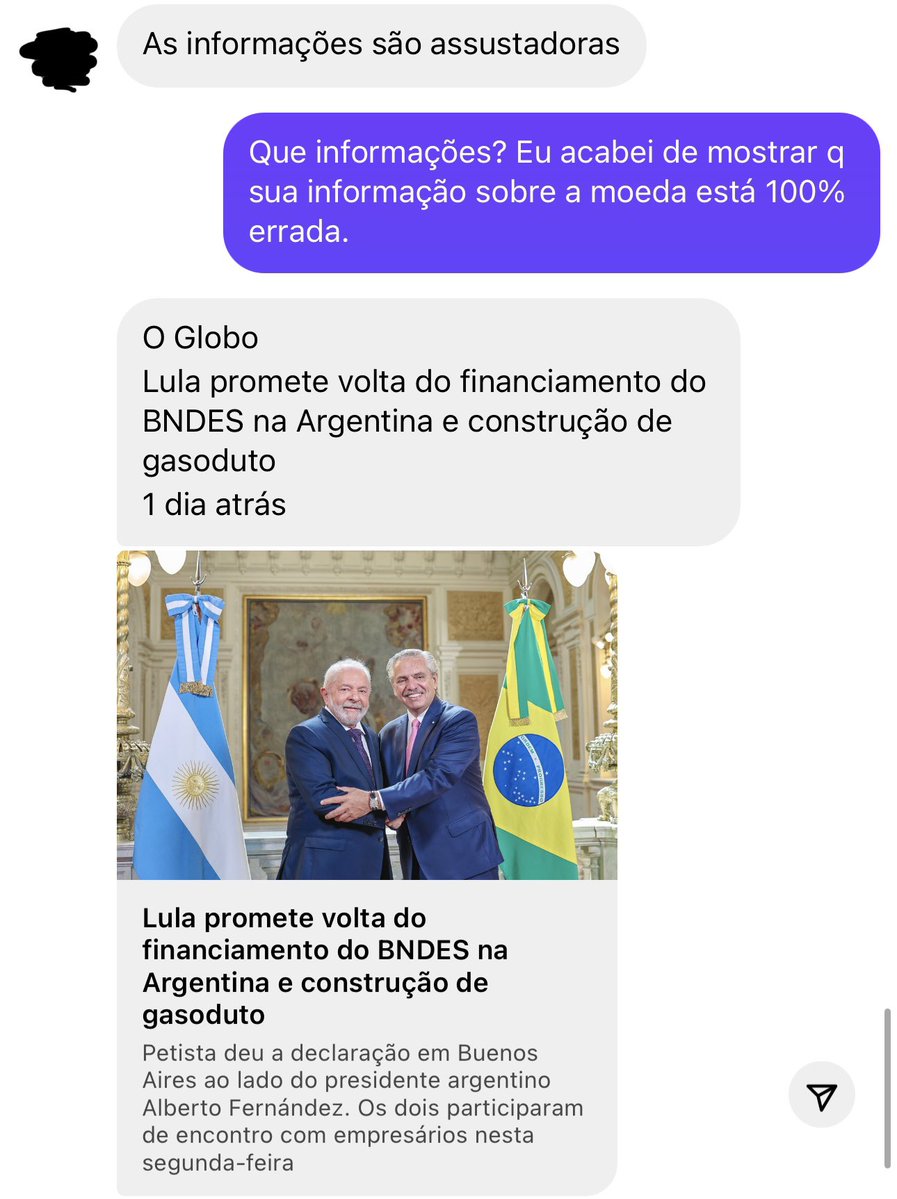 As informações são assustadoras
Que informações? Eu acabei de mostrar q
sua informação sobre a moeda está 100%
errada.
O Globo
Lula promete volta do financiamento do
BNDES na Argentina e construção de
gasoduto
1 dia atrás
Lula promete volta do
financiamento do BNDES na
Argentina e construção de
gasoduto
Petista deu a declaração em Buenos
Aires ao lado do presidente argentino
Alberto Fernández. Os dois participaram
de encontro com empresários nesta
segunda-feira